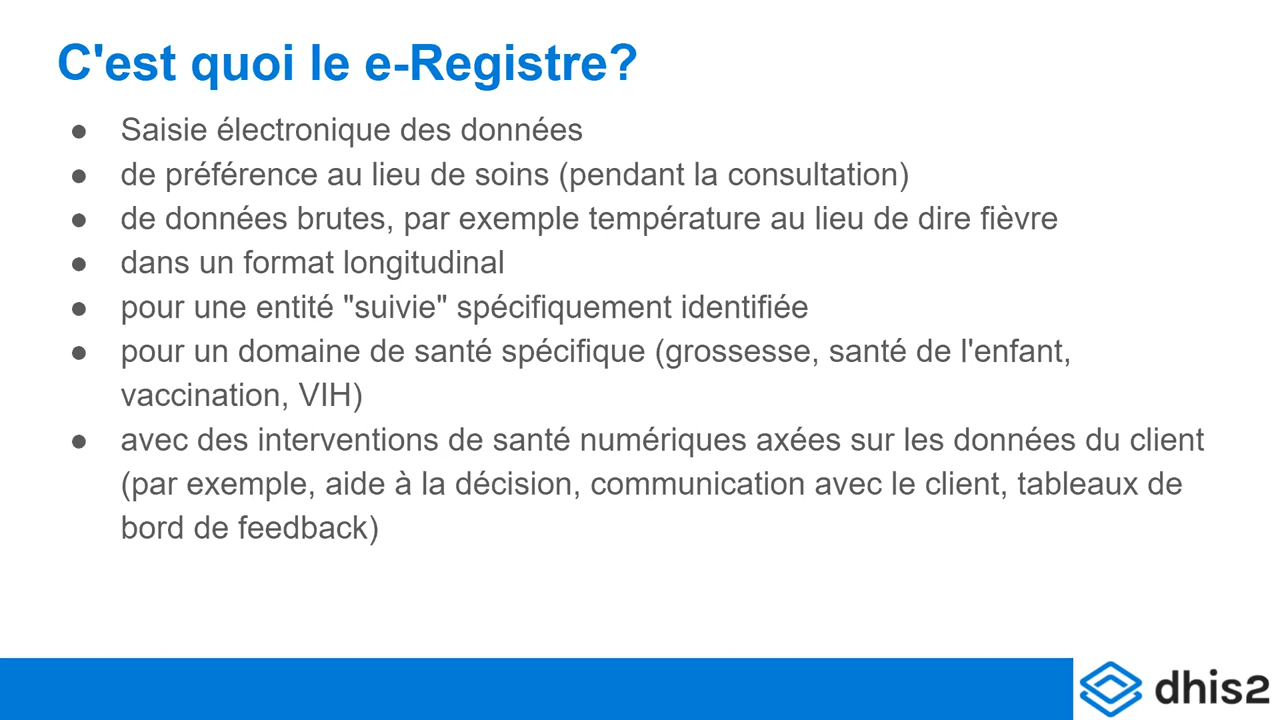 C'est quoi le e-Registre?
● Saisie électronique des données
● de préférence au lieu de soins (pendant la consultation)
● de données brutes, par exemple température au lieu de dire fièvre
● dans un format longitudinal
● pour une entité "suivie" spécifiquement identifiée
● pour un domaine de santé spécifique (grossesse, santé de l'enfant,
vaccination, VIH)
● avec des interventions de santé numériques axées sur les données du client
(par exemple, aide à la décision, communication avec le client, tableaux de
bord de feedback)
dhis2